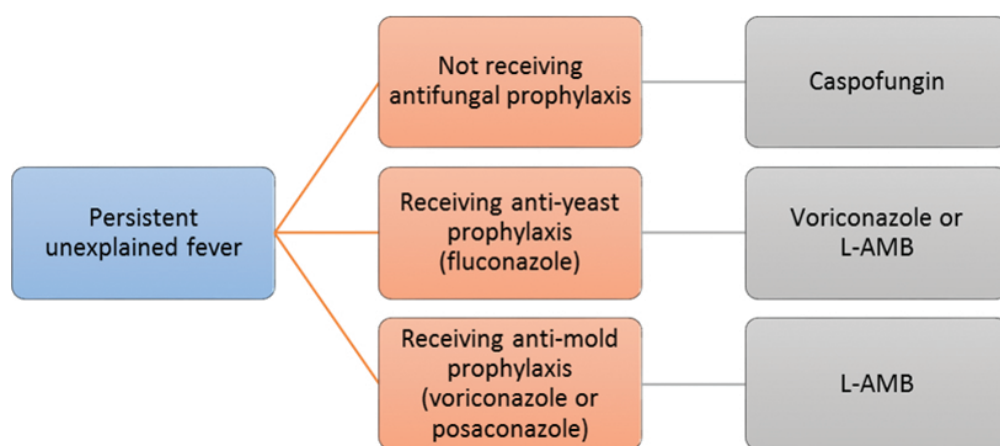 Not receiving
antifungal prophylaxis
Caspofungin
Persistent
unexplained fever
Receiving anti-yeast
prophylaxis
(fluconazole)
Voriconazole or
L-AMB
Receiving anti-mold
prophylaxis
(voriconazole or
posaconazole)
L-AMB